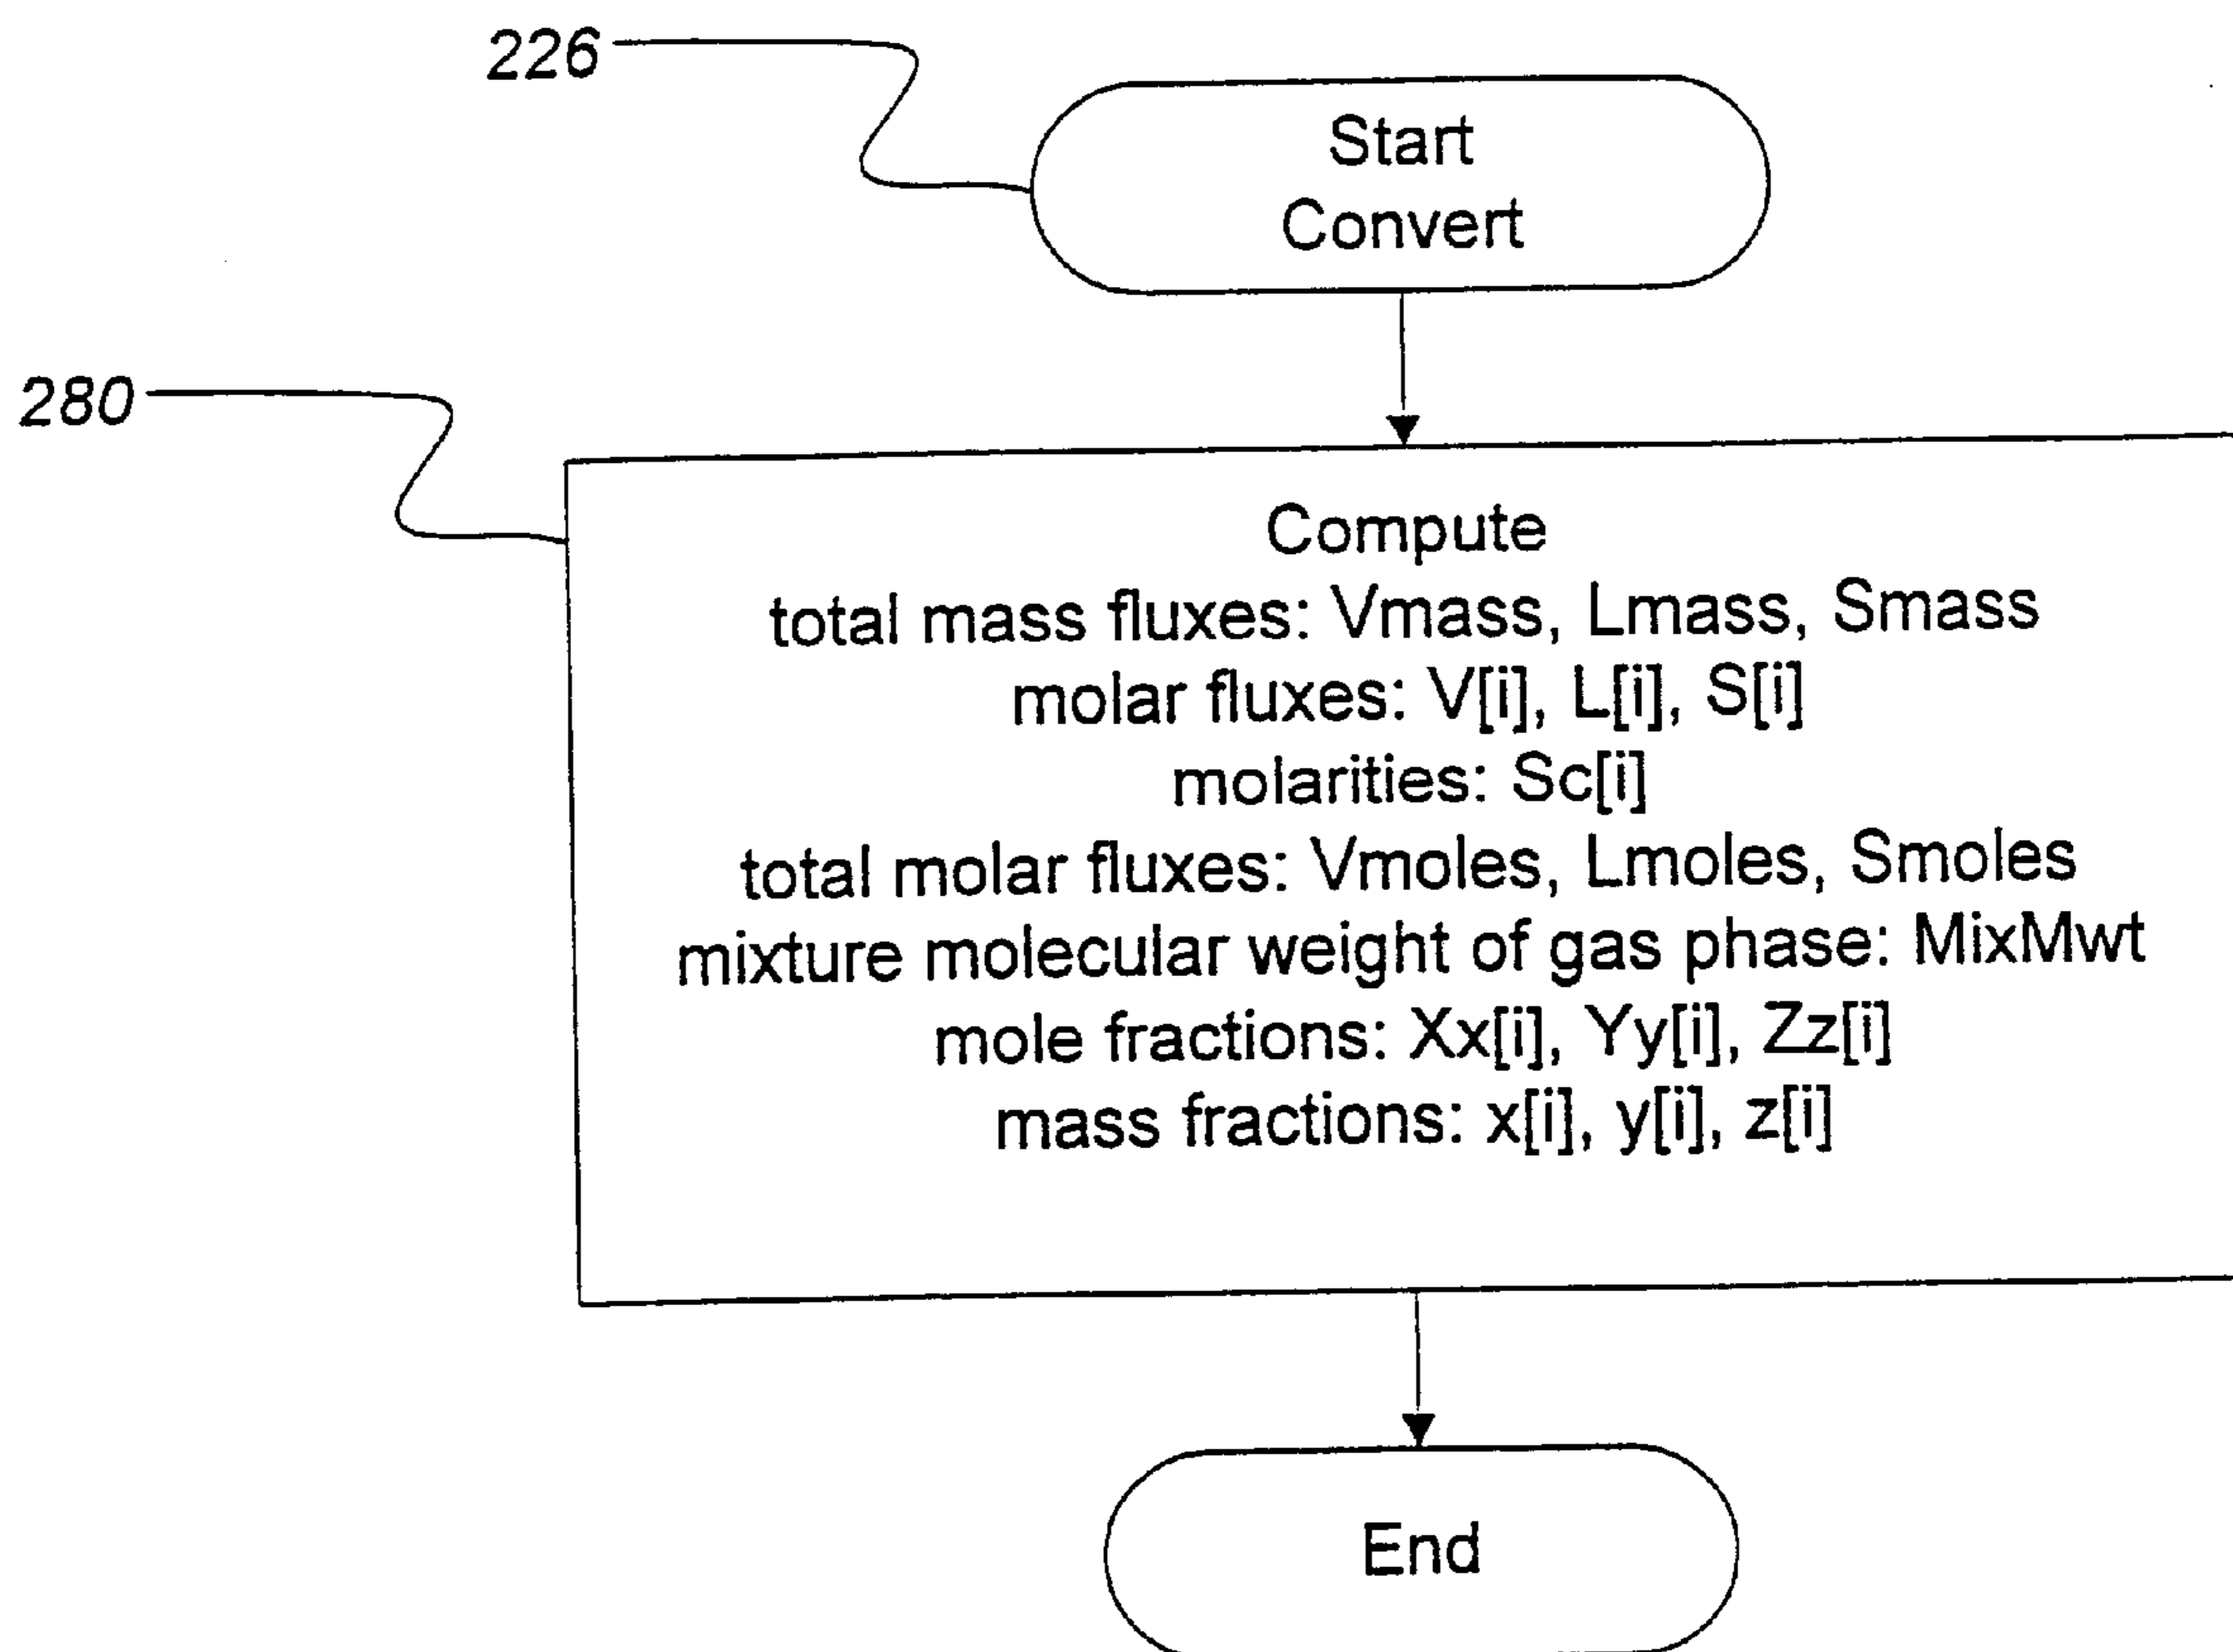 226
Start
Convert
280
Compute
total mass fluxes: Vmass, Lmass, Smass
molar fluxes: V[i], L[i], S[i]
molarities: Sc[i]
total molar fluxes: Vmoles, Lmoles, Smoles
mixture molecular weight of gas phase: MixMwt
mole fractions: Xx[i], Yy[i], Zz[i]
mass fractions: x[i], y[i], z[i]
End